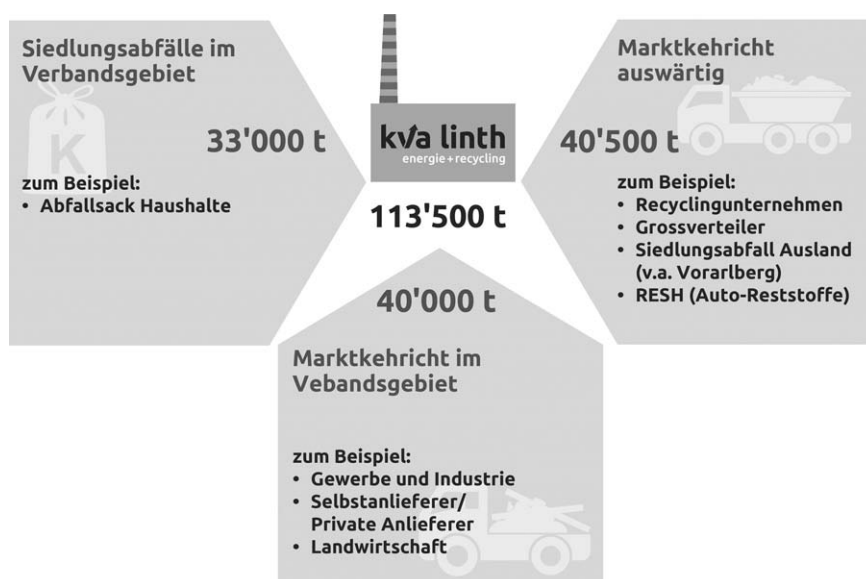 Siedlungsabfälle im
Verbandsgebiet
K
33'000 t
zum Beispiel:
• Abfallsack Haushalte
kva linth
energie+recycling
113'500 t
Marktkehricht
auswärtig
40'500 t
zum Beispiel:
• Recyclingunternehmen
• Grossverteiler
• Siedlungsabfall Ausland
(v.a. Vorarlberg)
• RESH (Auto-Reststoffe)
40'000 t
Marktkehricht im
Vebandsgebiet
zum Beispiel:
• Gewerbe und Industrie
• Selbstanlieferer/
Private Anlieferer
• Landwirtschaft